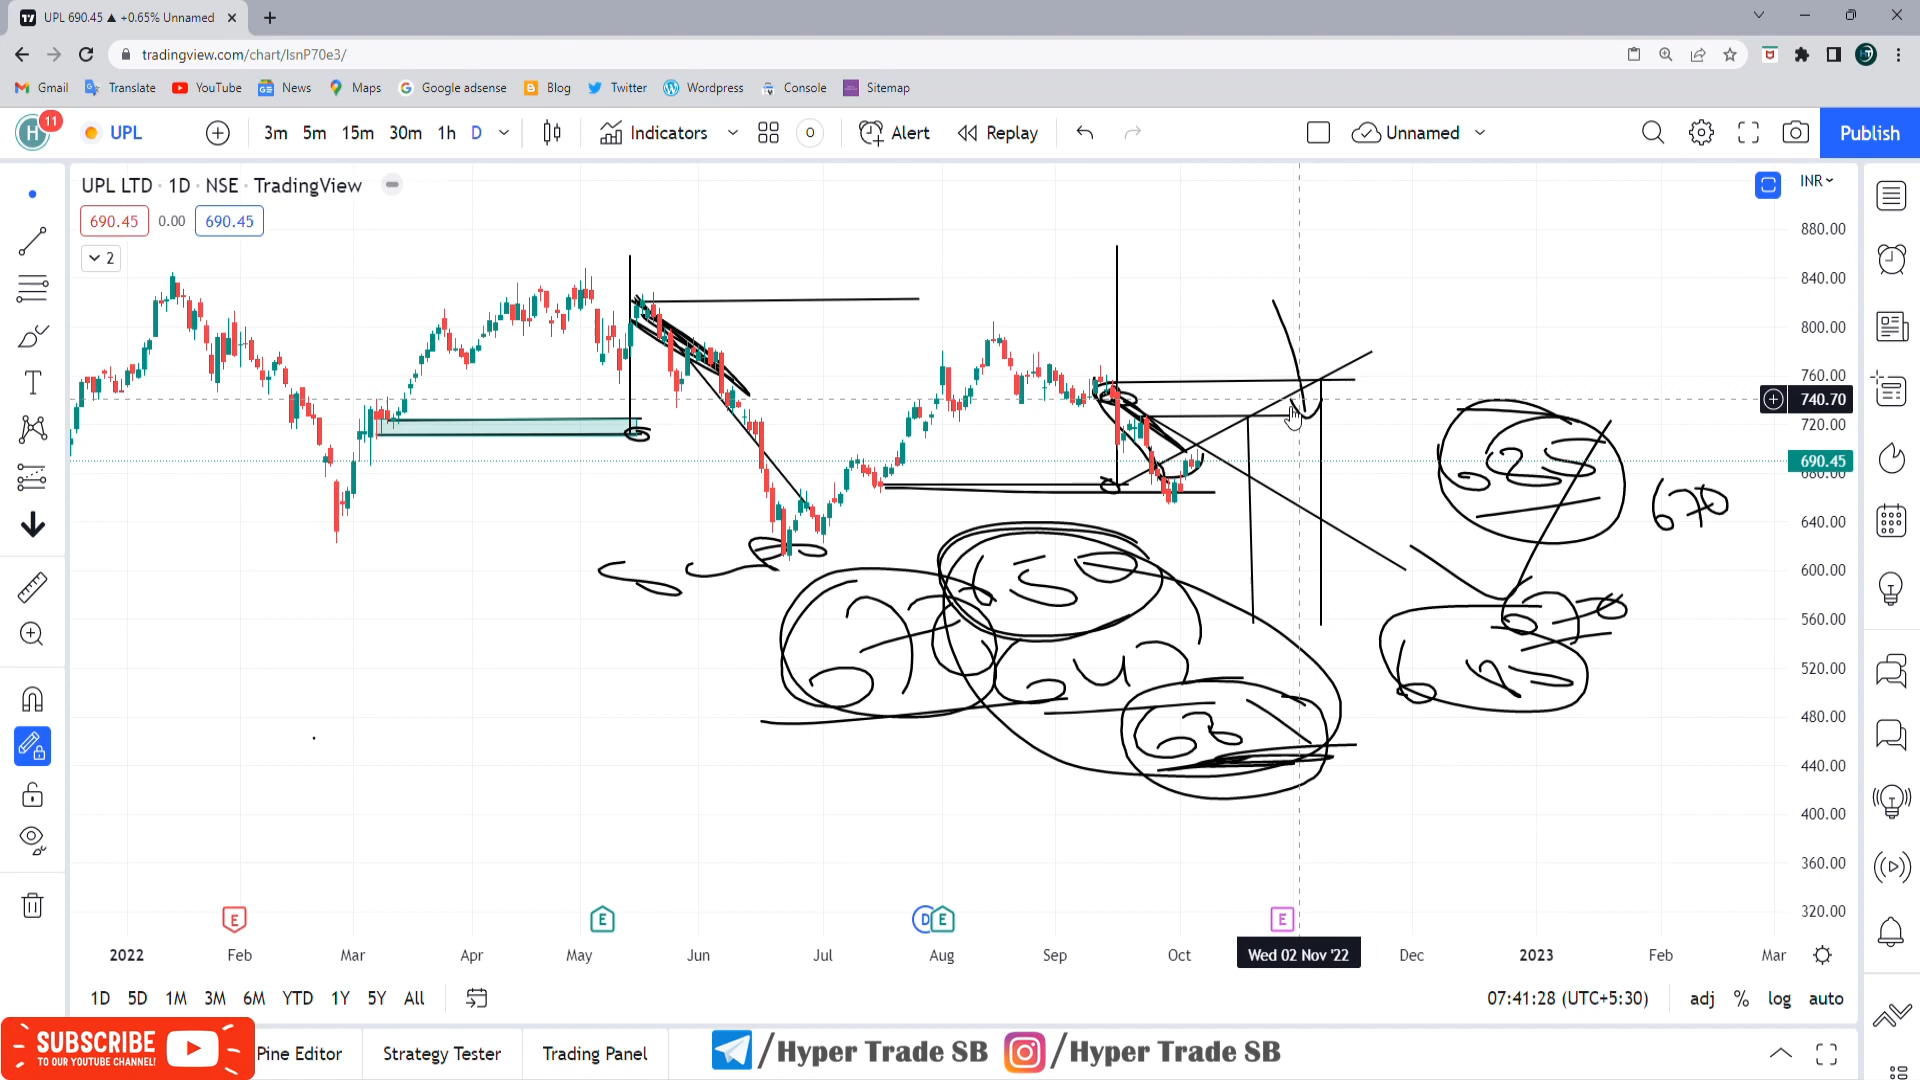 UPL 690.45 ▲ +0.65% Unnamed
tradingview.com/chart/lsnP70e3/
Gmail Translate YouTube News Maps Google adsense Blog Twitter Wordpress Console Sitemap
H 11 UPL 3m 5m 15m 30m 1h D Indicators O Alert Replay Unnamed Publish
UPL LTD · 1D · NSE · TradingView
INR
690.45 0.00 690.45
2
880.00
840.00
800.00
760.00
740.70
720.00
690.45
680.00
640.00
600.00
560.00
520.00
480.00
440.00
400.00
360.00
320.00
670
E E D E E
2022 Feb Mar Apr May Jun Jul Aug Sep Oct Wed 02 Nov '22 Dec 2023 Feb Mar
1D 5D 1M 3M 6M YTD 1Y 5Y All
07:41:28 (UTC+5:30) adj % log auto
SUBSCRIBE
TO OUR YOUTUBE CHANNEL!
Pine Editor Strategy Tester Trading Panel
/Hyper Trade SB /Hyper Trade SB